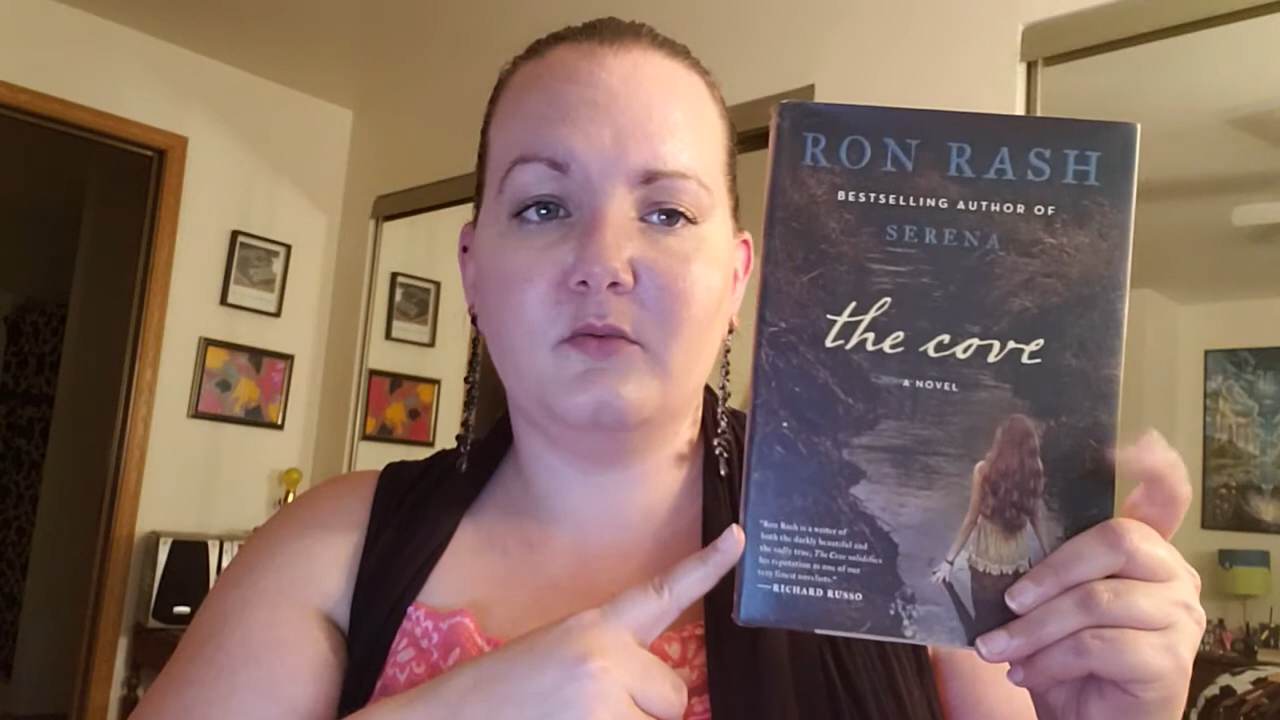 RON RASH
BESTSELLING AUTHOR OF
SERENA
the cove
A NOVEL
"Ron Rash is a writer of
both the darkly beautiful and
the sadly true; The Cove solidifies
his reputation as one of our
very finest novelists."
—RICHARD RUSSO